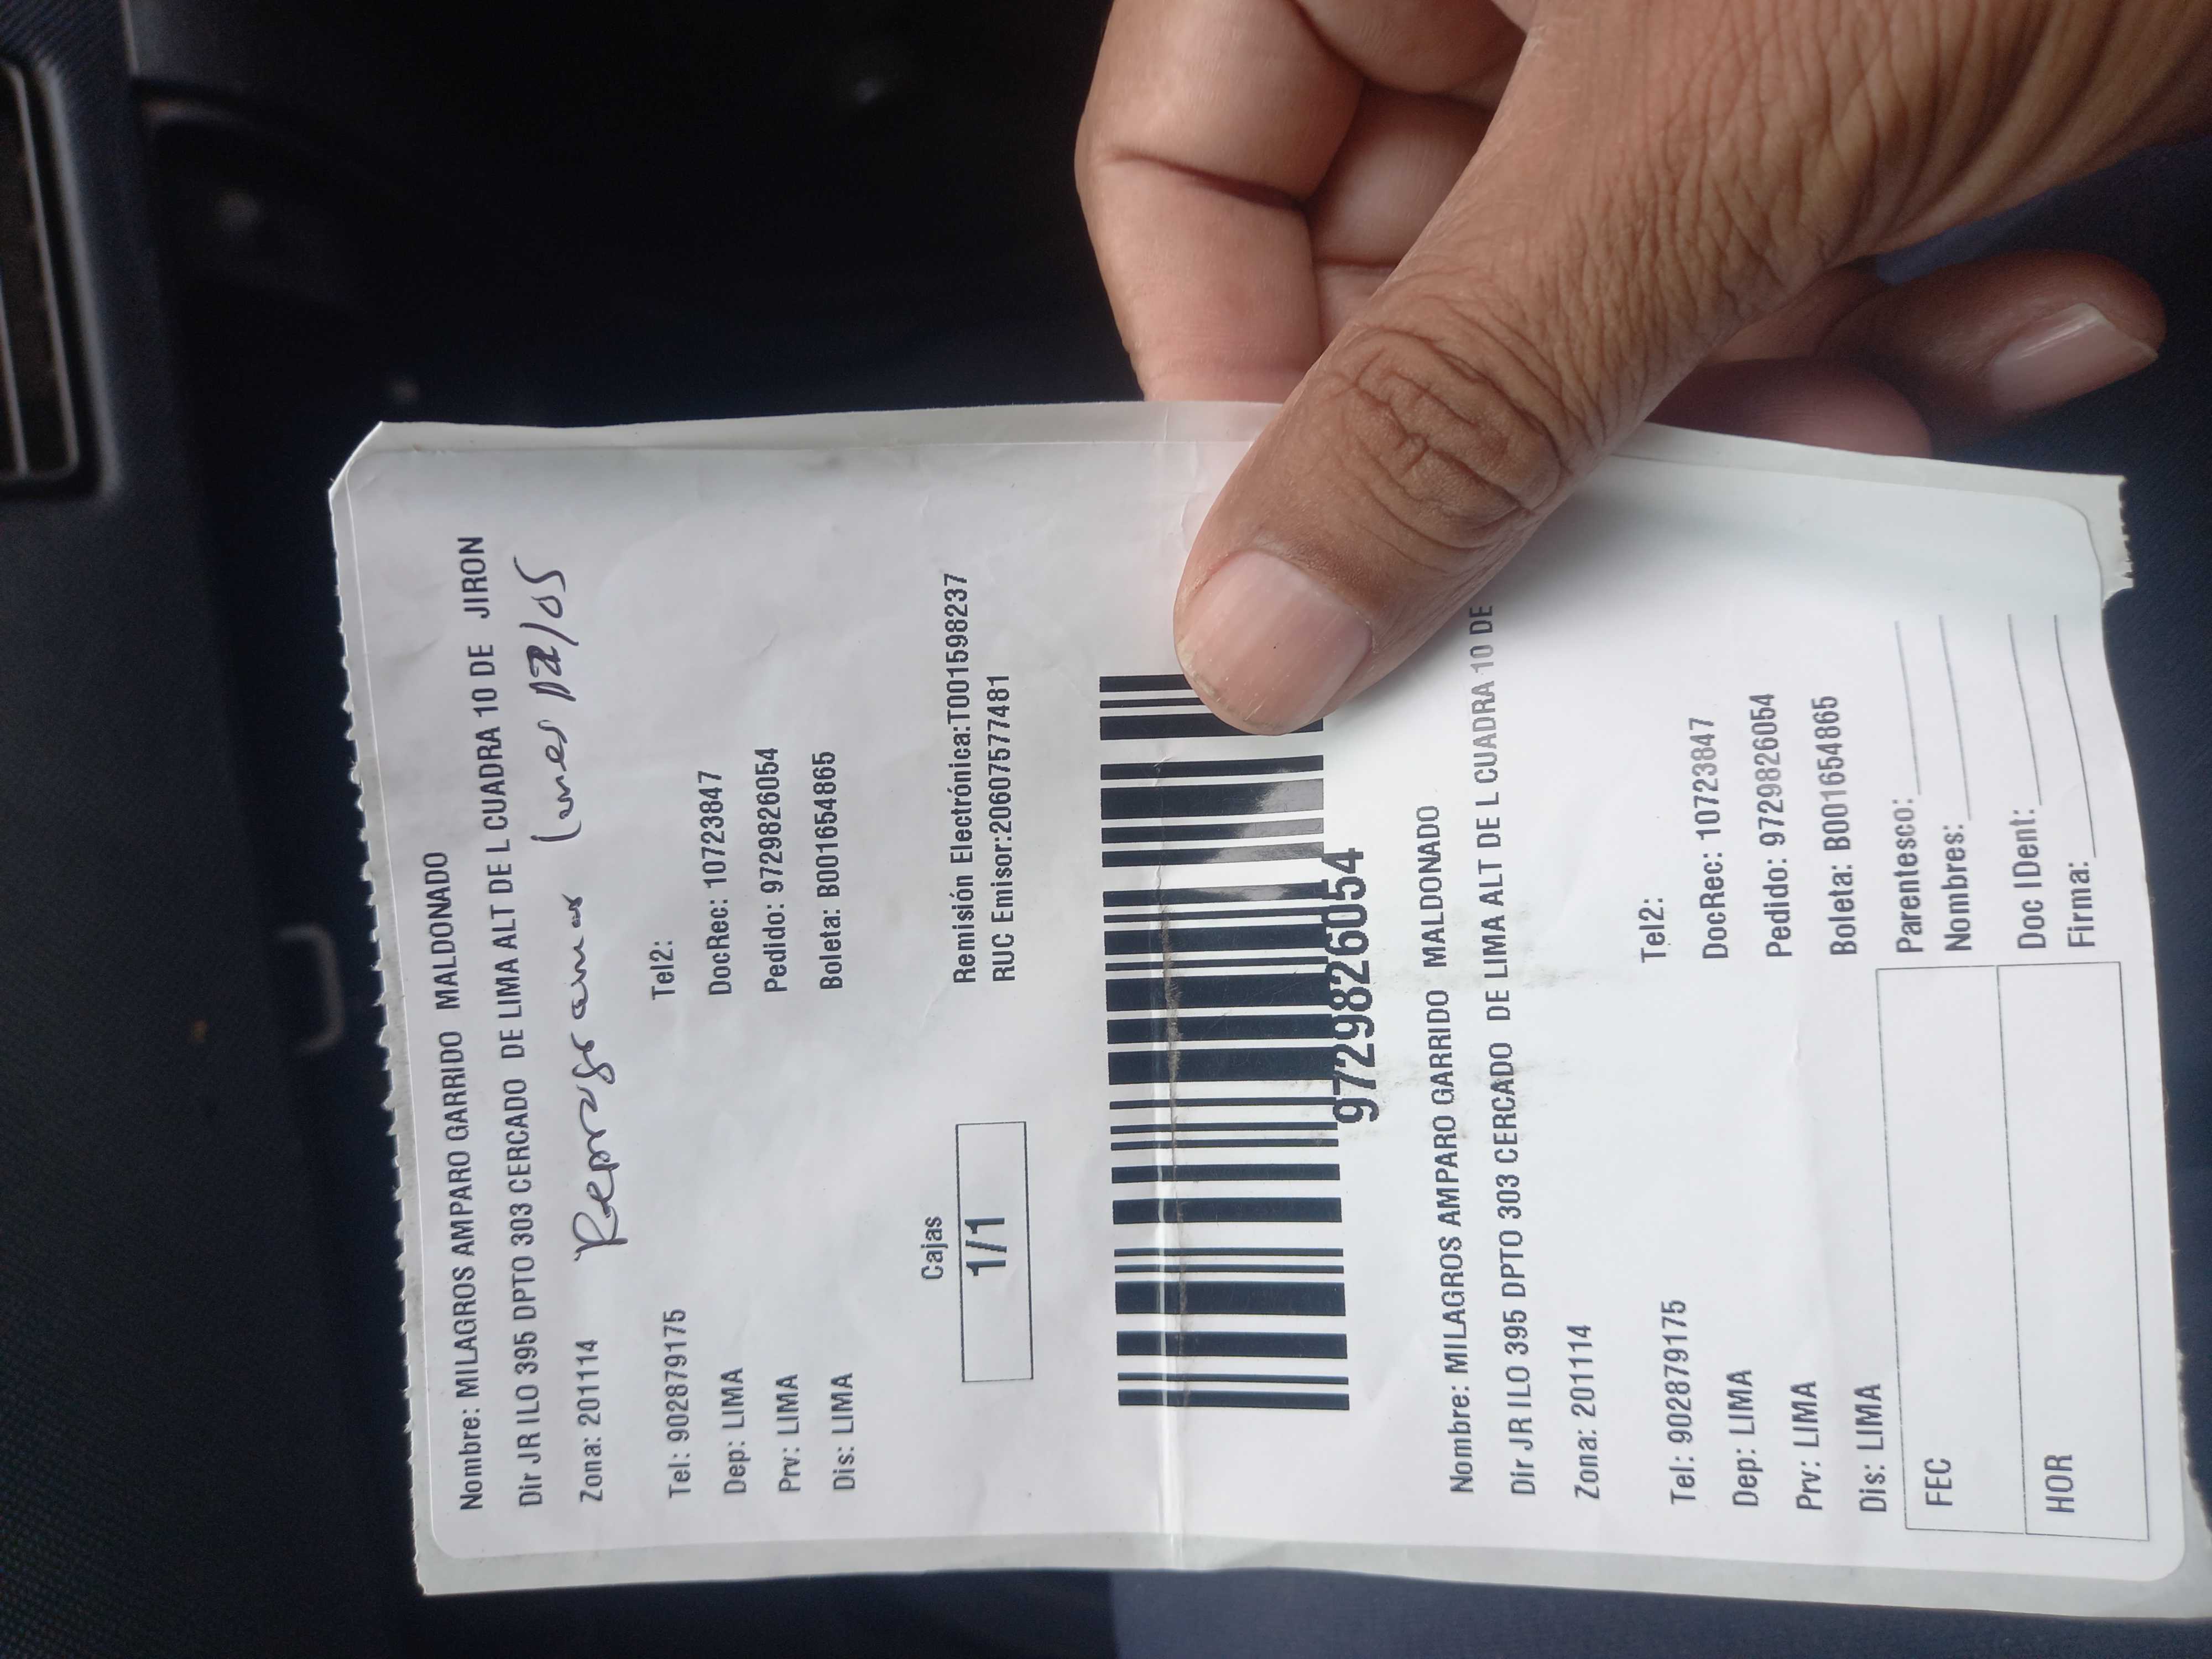 Nombre: MILAGROS AMPARO GARRIDO MALDONADO
Dir JR ILO 395 DPTO 303 CERCADO DE LIMA ALT DE L CUADRA 10 DE JIRON
Zona: 201114 Reprogramar Lunes 12/05
Tel: 902879175 Tel2:
Dep: LIMA DocRec: 10723847
Prv: LIMA Pedido: 9729826054
Dis: LIMA Boleta: B001654865
Cajas
1/1
Remisión Electrónica:T001598237
RUC Emisor:20607577481
9729826054
Nombre: MILAGROS AMPARO GARRIDO MALDONADO
Dir JR ILO 395 DPTO 303 CERCADO DE LIMA ALT DE L CUADRA 10 DE
Zona: 201114
Tel: 902879175 Tel2:
Dep: LIMA DocRec: 10723847
Prv: LIMA Pedido: 9729826054
Dis: LIMA Boleta: B001654865
FEC
HOR
Parentesco:
Nombres:
Doc IDent:
Firma: